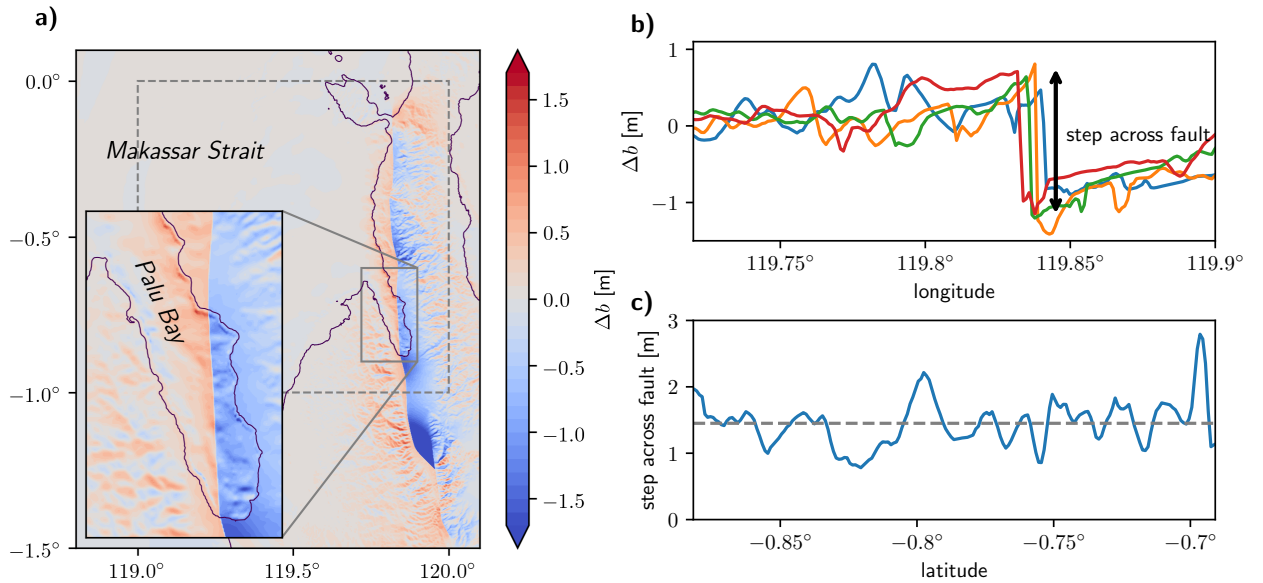 a)
0.0°
−0.5°
−1.0°
−1.5°
119.0°
119.5°
120.0°
Makassar Strait
Palu Bay
1.5
1.0
0.5
0.0
−0.5
−1.0
−1.5
Δb [m]
b)
1
0
−1
Δb [m]
step across fault
119.75°
119.8°
119.85°
119.9°
longitude
c)
3
2
1
0
step across fault [m]
−0.85°
−0.8°
−0.75°
−0.7°
latitude